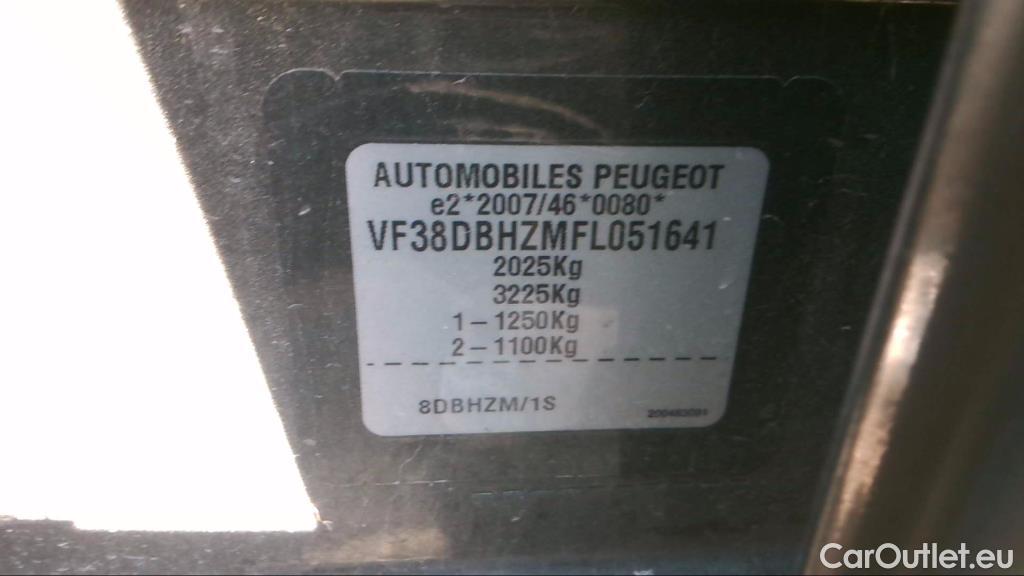 AUTOMOBILES PEUGEOT
e2*2007/46*0080*
VF38DBHZMFL051641
2025Kg
3225Kg
1-1250Kg
2-1100Kg
8DBHZM/1S
CarOutlet.eu